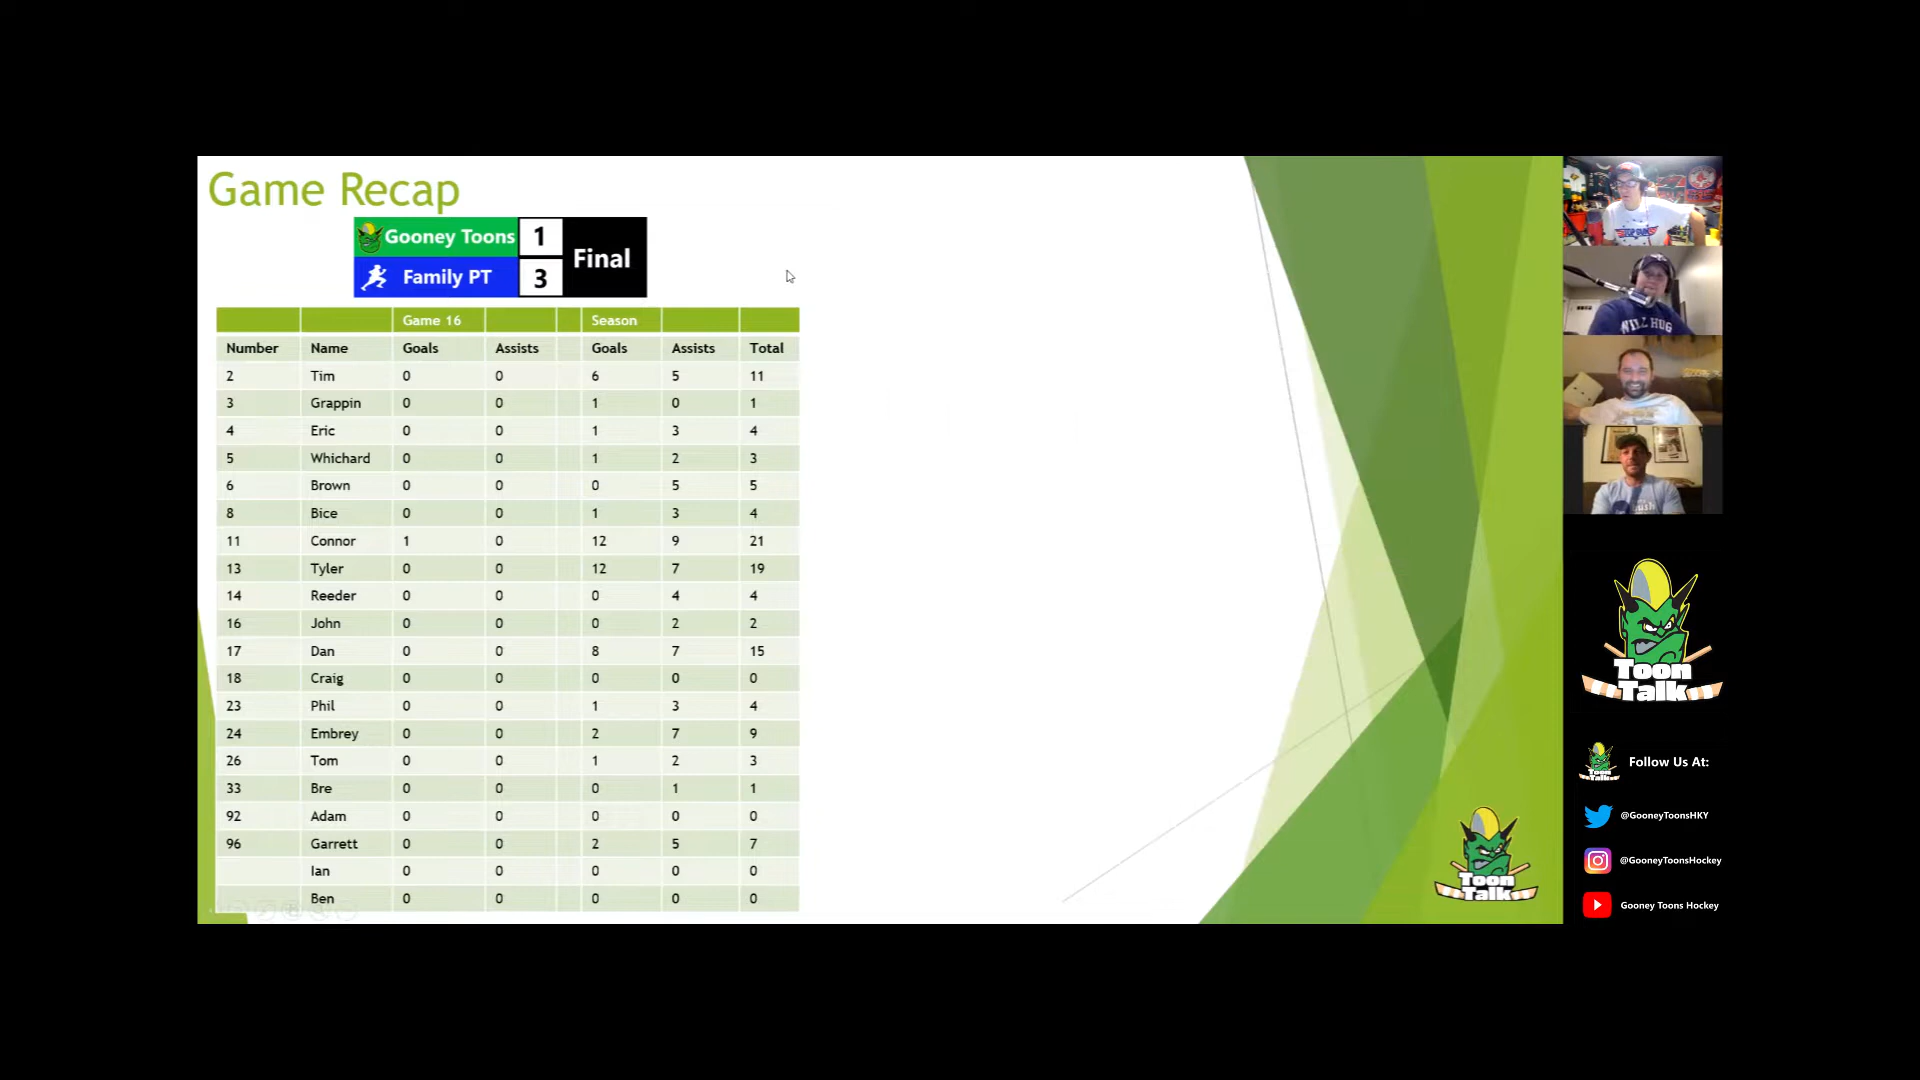 Game Recap
Gooney Toons 1 Final
Family PT 3
Game 16 Season
Number Name Goals Assists Goals Assists Total
2 Tim 0 0 6 5 11
3 Grappin 0 0 1 0 1
4 Eric 0 0 1 3 4
5 Whichard 0 0 1 2 3
6 Brown 0 0 0 5 5
8 Bice 0 0 1 3 4
11 Connor 1 0 12 9 21
13 Tyler 0 0 12 7 19
14 Reeder 0 0 0 4 4
16 John 0 0 0 2 2
17 Dan 0 0 8 7 15
18 Craig 0 0 0 0 0
23 Phil 0 0 1 3 4
24 Embrey 0 0 2 7 9
26 Tom 0 0 1 2 3
33 Bre 0 0 0 1 1
92 Adam 0 0 0 0 0
96 Garrett 0 0 2 5 7
Ian 0 0 0 0 0
Ben 0 0 0 0 0
Toon
Talk
TOP GUN
WILL HUG
Toon
Talk
Follow Us At:
@GooneyToonsHKY
@GooneyToonsHockey
Gooney Toons Hockey